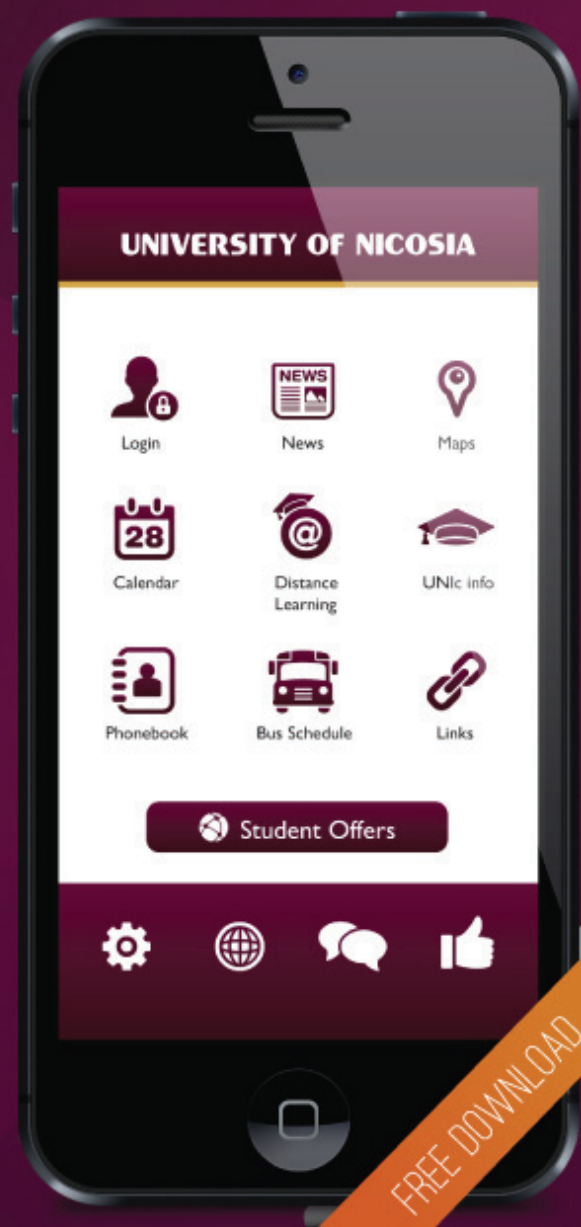 UNIVERSITY OF NICOSIA
NEWS
Login
News
Maps
28
@
Calendar
Distance
Learning
UNIc info
Phonebook
Bus Schedule
Links
Student Offers
FREE DOWNLOAD